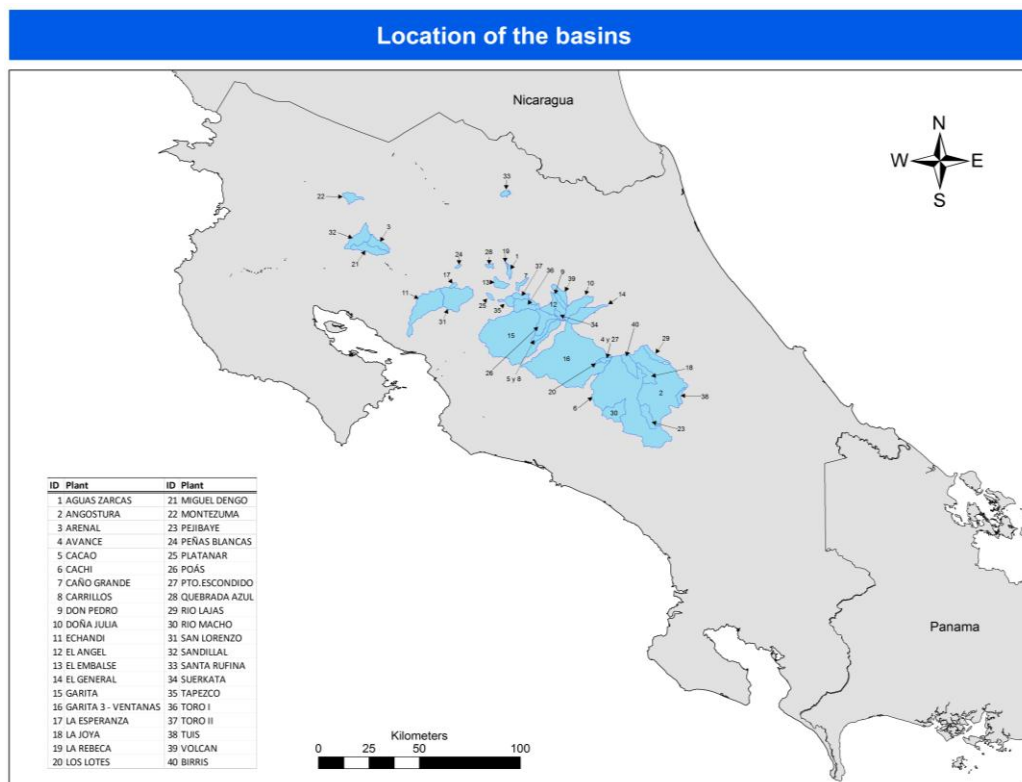 Location of the basins
Nicaragua
N
W E
S
33
22
32
3
21
24
28
19
1
17
13
7
37
36
9
39
10
14
11
31
25
35
12
34
15
26
5 y 8
16
4 y 27
40
29
20
18
6
2
38
30
23
Panama
ID Plant ID Plant
1 AGUAS ZARCAS 21 MIGUEL DENGO
2 ANGOSTURA 22 MONTEZUMA
3 ARENAL 23 PEJIBAYE
4 AVANCE 24 PEÑAS BLANCAS
5 CACAO 25 PLATANAR
6 CACHI 26 POÁS
7 CAÑO GRANDE 27 PTO.ESCONDIDO
8 CARRILLOS 28 QUEBRADA AZUL
9 DON PEDRO 29 RIO LAJAS
10 DOÑA JULIA 30 RIO MACHO
11 ECHANDI 31 SAN LORENZO
12 EL ANGEL 32 SANDILLAL
13 EL EMBALSE 33 SANTA RUFINA
14 EL GENERAL 34 SUERKATA
15 GARITA 35 TAPEZCO
16 GARITA 3 - VENTANAS 36 TORO I
17 LA ESPERANZA 37 TORO II
18 LA JOYA 38 TUIS
19 LA REBECA 39 VOLCAN
20 LOS LOTES 40 BIRRIS
Kilometers
0 25 50 100